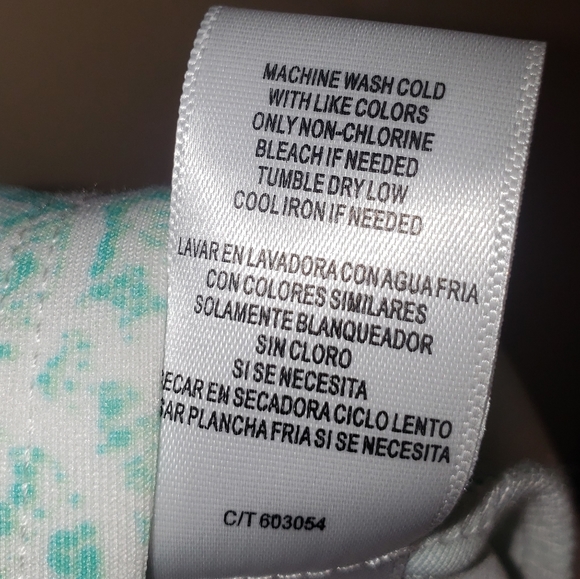 MACHINE WASH COLD
WITH LIKE COLORS
ONLY NON-CHLORINE
BLEACH IF NEEDED
TUMBLE DRY LOW
COOL IRON IF NEEDED
LAVAR EN LAVADORA CON AGUA FRIA
CON COLORES SIMILARES
SOLAMENTE BLANQUEADOR
SIN CLORO
SI SE NECESITA
ECAR EN SECADORA CICLO LENTO
AR PLANCHA FRIA SI SE NECESITA
C/T 603054